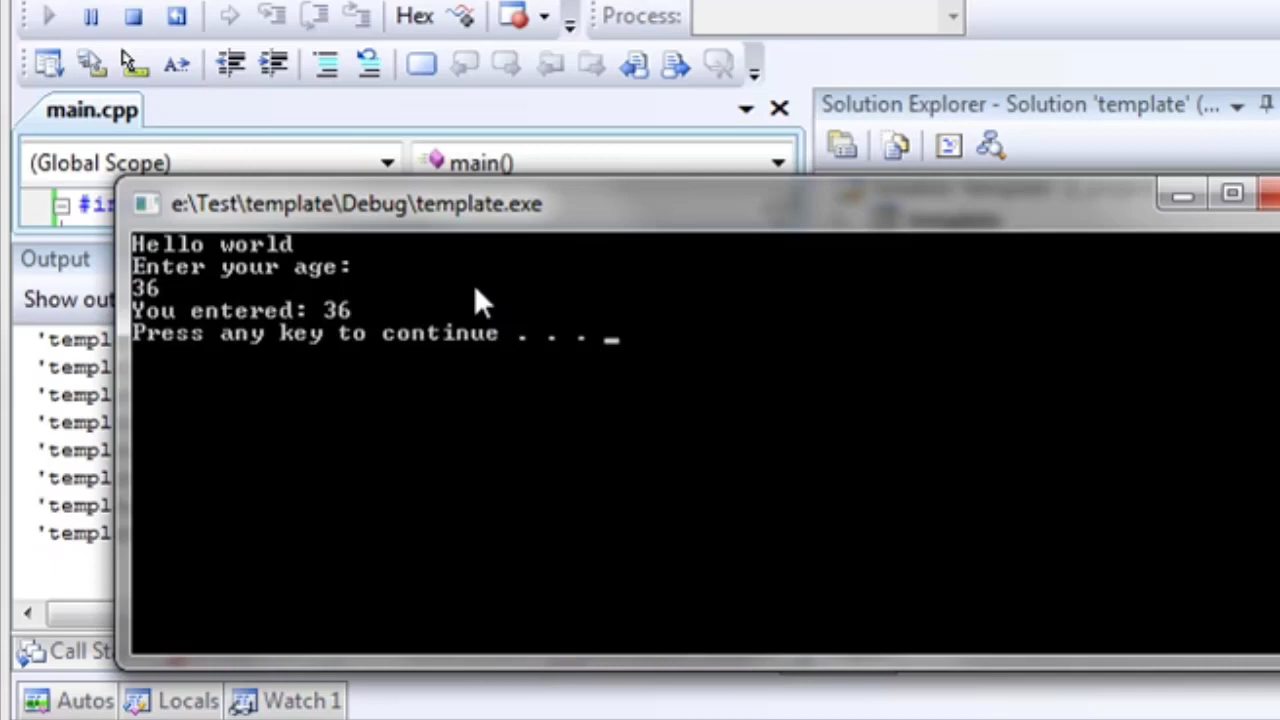 Hex
Process:
main.cpp
Solution Explorer - Solution 'template' (...
(Global Scope)
main()
e:\Test\template\Debug\template.exe
Hello world
Enter your age:
36
You entered: 36
Press any key to continue . . . _
Output
'templ
'templ
'templ
'templ
'templ
'templ
'templ
'templ
Autos
Locals
Watch 1